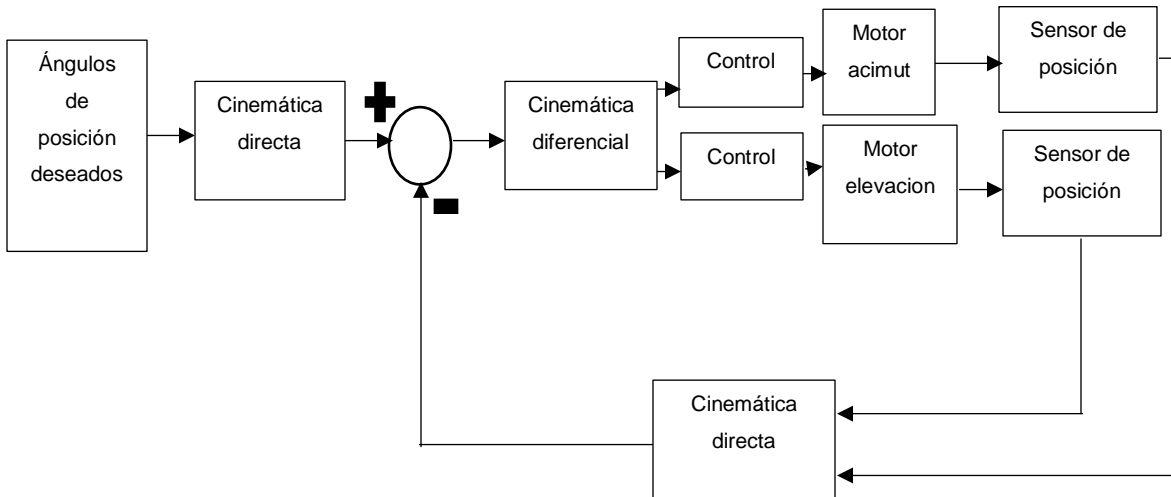 Ángulos
de
posición
deseados
Cinemática
directa
Cinemática
diferencial
Control
Motor
acimut
Sensor de
posición
Control
Motor
elevacion
Sensor de
posición
Cinemática
directa